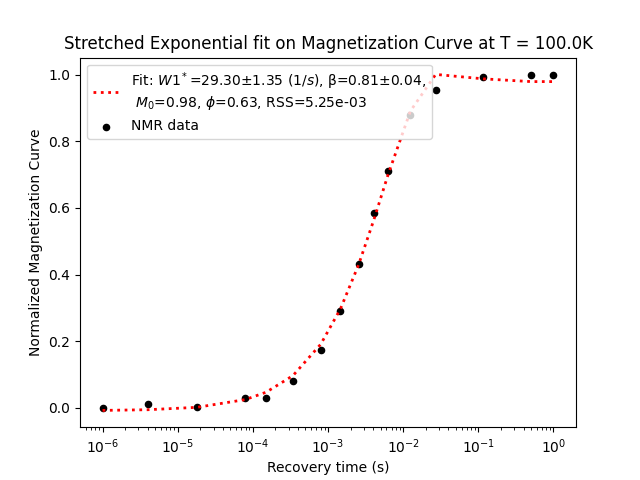 Stretched Exponential fit on Magnetization Curve at T = 100.0K
Fit: W1*=29.30±1.35 (1/s), β=0.81±0.04,
M₀=0.98, ϕ=0.63, RSS=5.25e-03
NMR data
Normalized Magnetization Curve
1.0
0.8
0.6
0.4
0.2
0.0
10⁻⁶ 10⁻⁵ 10⁻⁴ 10⁻³ 10⁻² 10⁻¹ 10⁰
Recovery time (s)